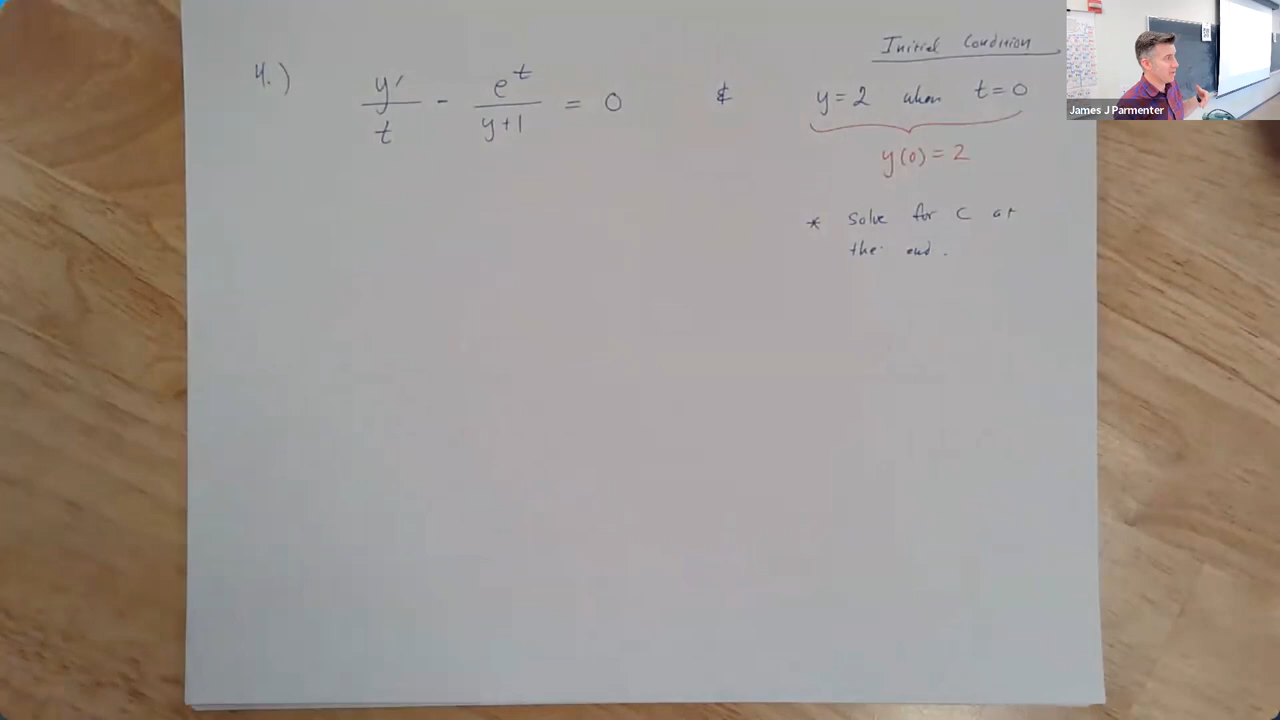 Initial Condition
4.) y'/t - e^t/(y+1) = 0 & y=2 when t=0
y(0)=2
* Solve for C at
the end.
James J Parmenter